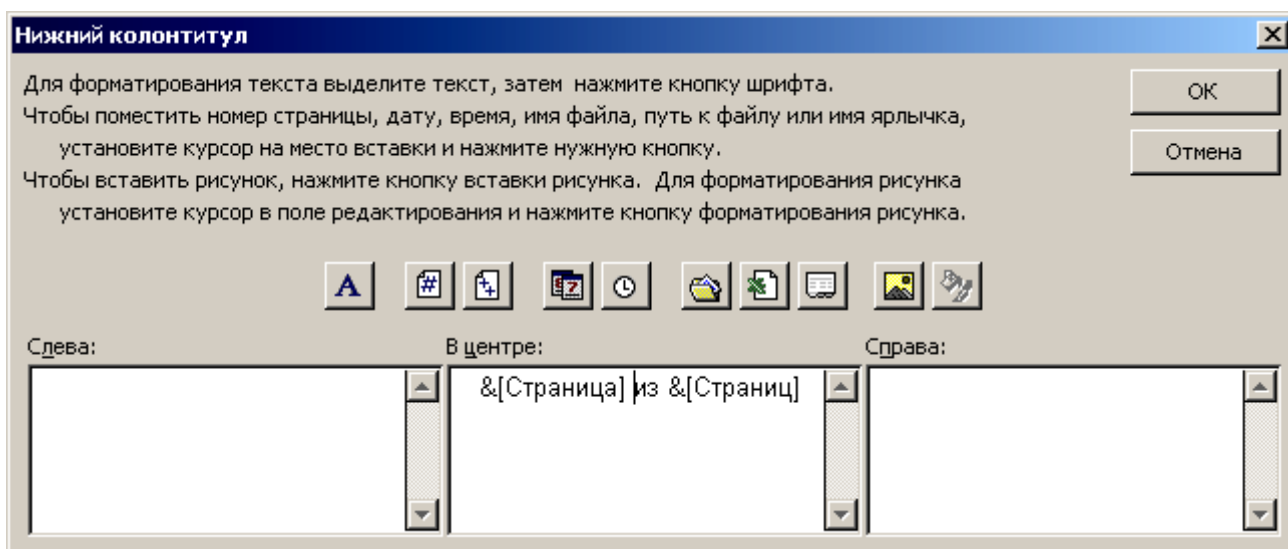 Нижний колонтитул
Для форматирования текста выделите текст, затем нажмите кнопку шрифта.
Чтобы поместить номер страницы, дату, время, имя файла, путь к файлу или имя ярлычка,
установите курсор на место вставки и нажмите нужную кнопку.
Чтобы вставить рисунок, нажмите кнопку вставки рисунка. Для форматирования рисунка
установите курсор в поле редактирования и нажмите кнопку форматирования рисунка.
ОК
Отмена
Слева:
В центре:
Справа:
&[Страница] из &[Страниц]